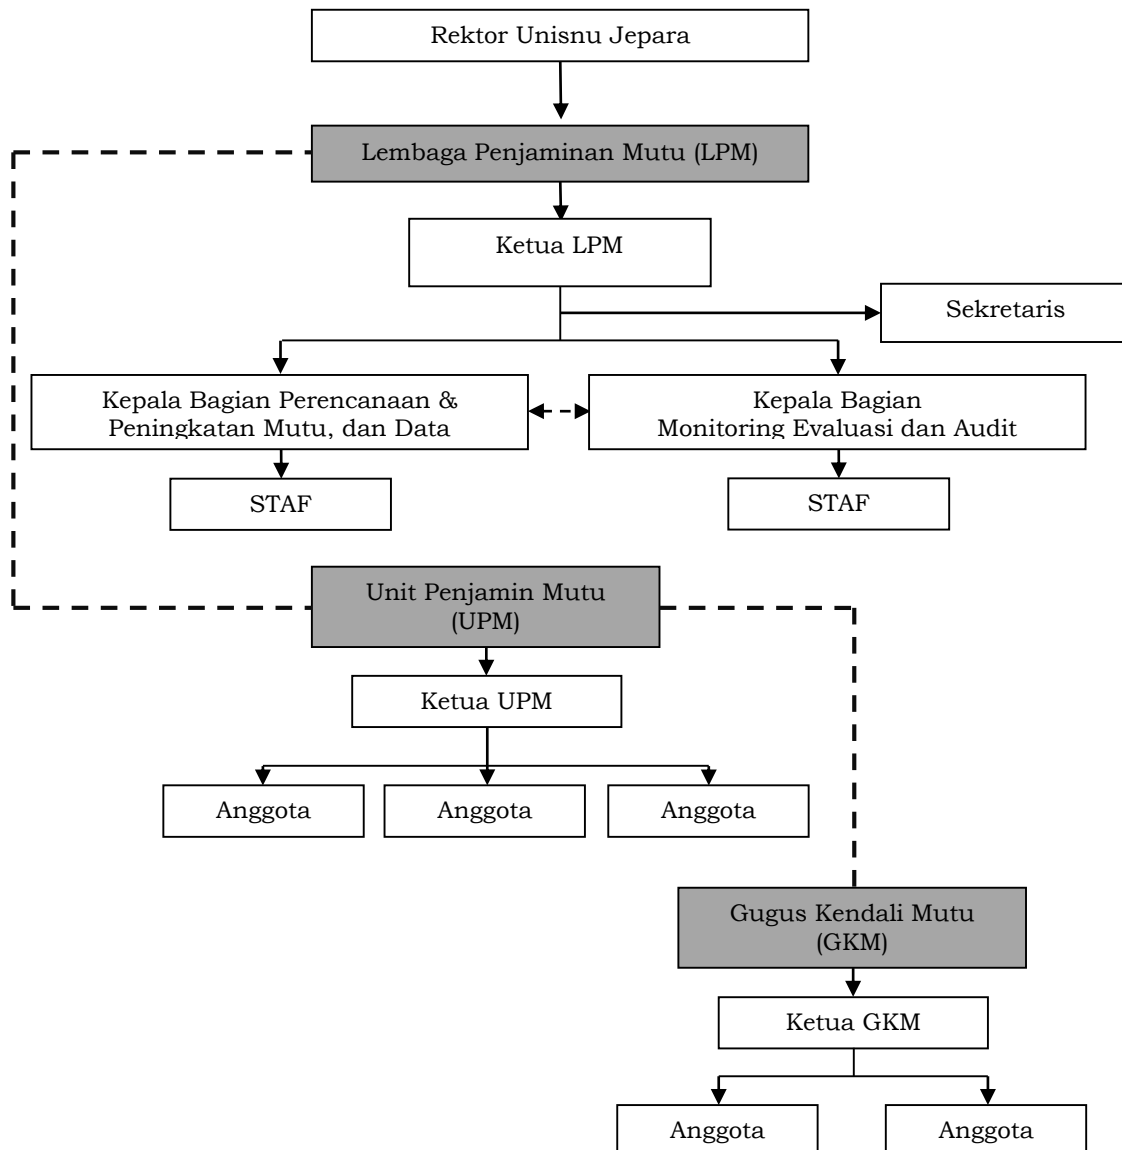 Rektor Unisnu Jepara
Lembaga Penjaminan Mutu (LPM)
Ketua LPM
Sekretaris
Kepala Bagian Perencanaan &
Peningkatan Mutu, dan Data
Kepala Bagian
Monitoring Evaluasi dan Audit
STAF
STAF
Unit Penjamin Mutu
(UPM)
Ketua UPM
Anggota
Anggota
Anggota
Gugus Kendali Mutu
(GKM)
Ketua GKM
Anggota
Anggota